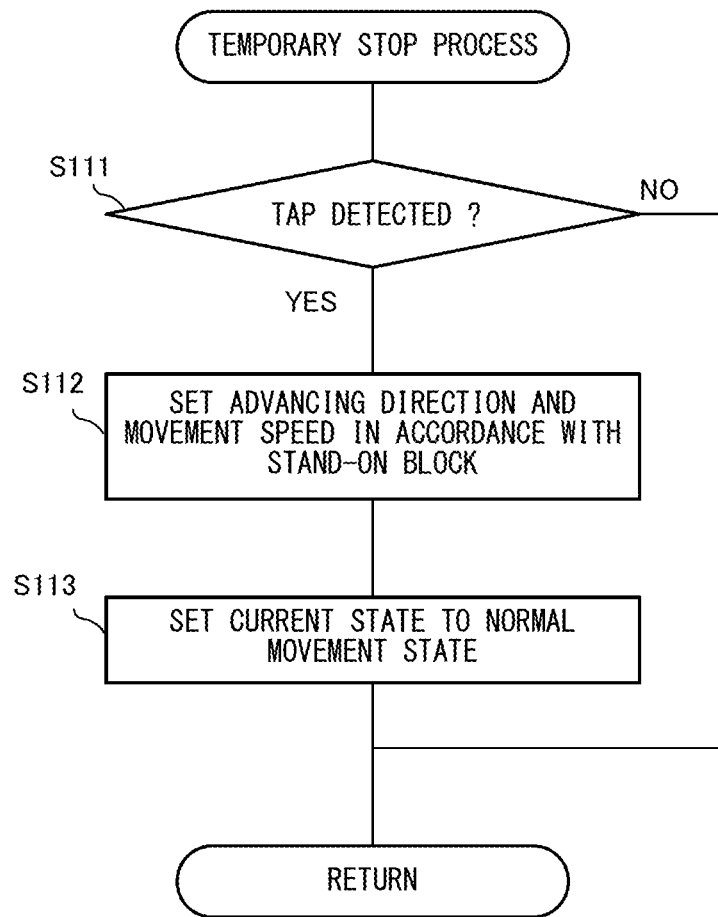 TEMPORARY STOP PROCESS
S111
TAP DETECTED ?
NO
YES
S112
SET ADVANCING DIRECTION AND
MOVEMENT SPEED IN ACCORDANCE WITH
STAND-ON BLOCK
S113
SET CURRENT STATE TO NORMAL
MOVEMENT STATE
RETURN